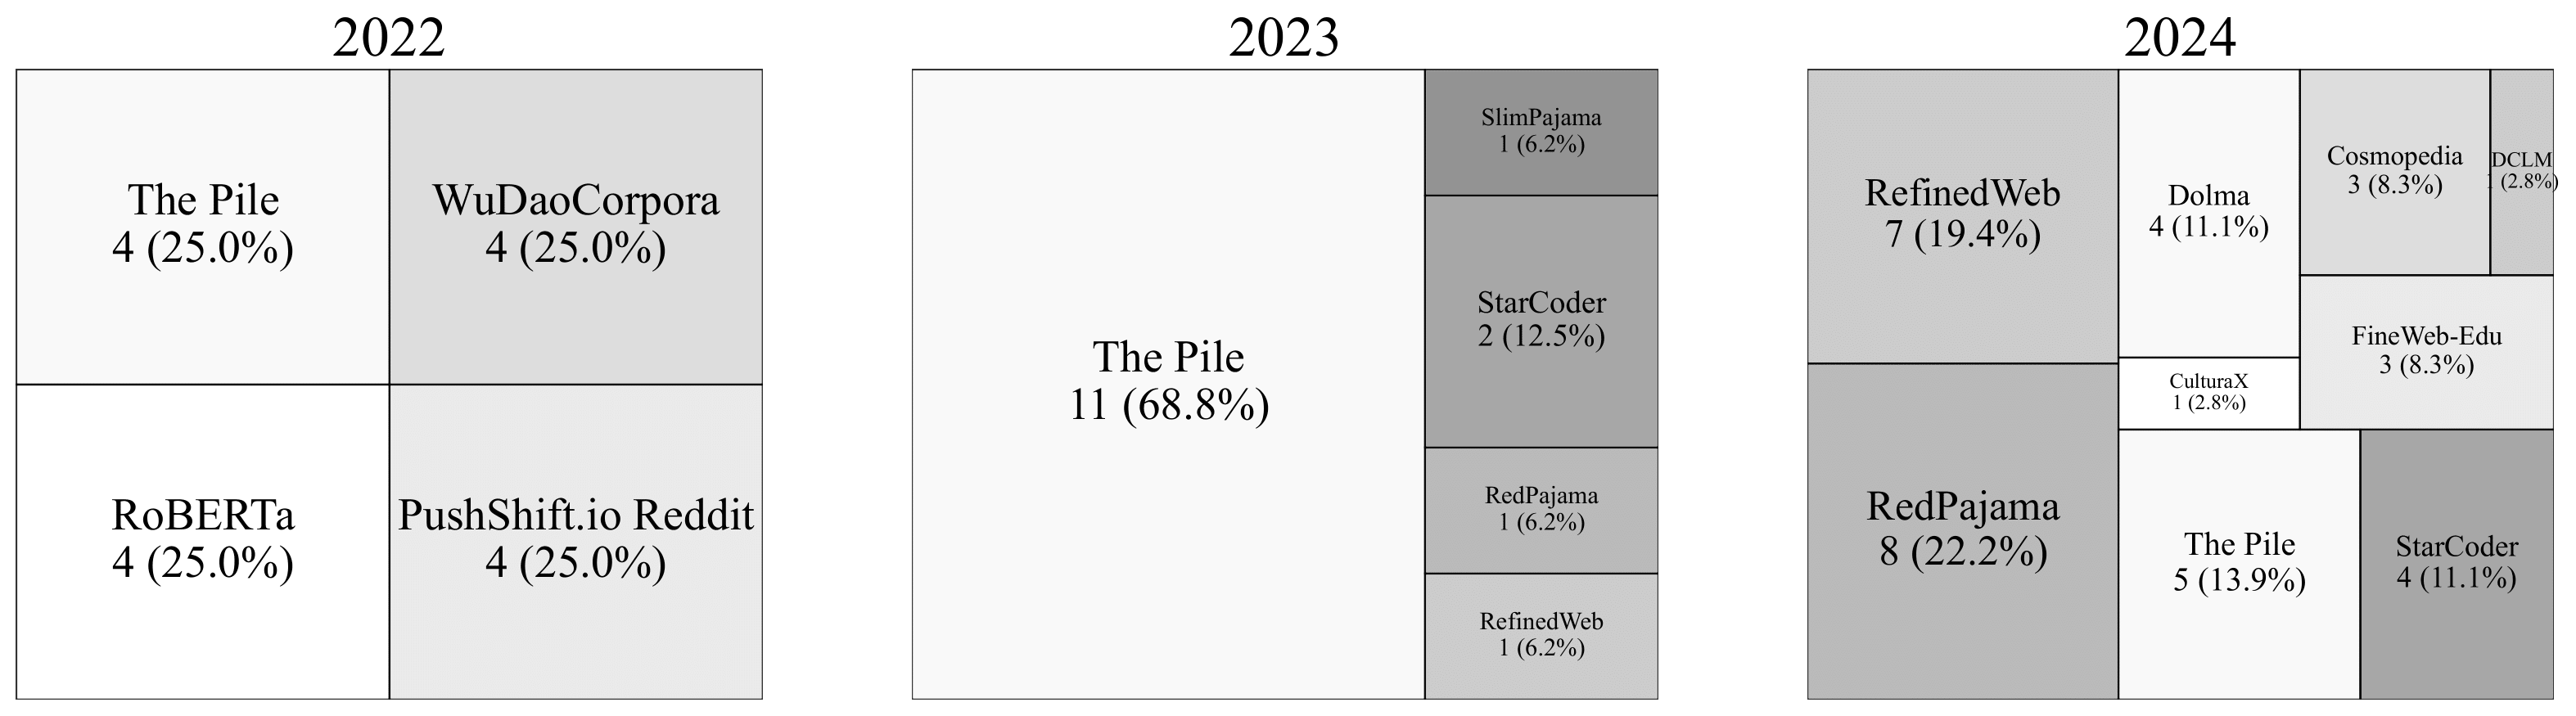 2022
The Pile
4 (25.0%)
WuDaoCorpora
4 (25.0%)
RoBERTa
4 (25.0%)
PushShift.io Reddit
4 (25.0%)
2023
The Pile
11 (68.8%)
SlimPajama
1 (6.2%)
StarCoder
2 (12.5%)
RedPajama
1 (6.2%)
RefinedWeb
1 (6.2%)
2024
RefinedWeb
7 (19.4%)
RedPajama
8 (22.2%)
Dolma
4 (11.1%)
CulturaX
1 (2.8%)
Cosmopedia
3 (8.3%)
DCLM
1 (2.8%)
FineWeb-Edu
3 (8.3%)
The Pile
5 (13.9%)
StarCoder
4 (11.1%)